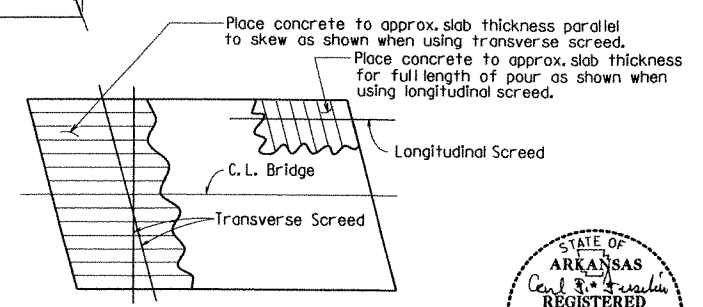 Place concrete to approx. slab thickness parallel
to skew as shown when using transverse screed.
Place concrete to approx. slab thickness
for full length of pour as shown when
using longitudinal screed.
Longitudinal Screed
C.L. Bridge
Transverse Screed
STATE OF
ARKANSAS
REGISTERED